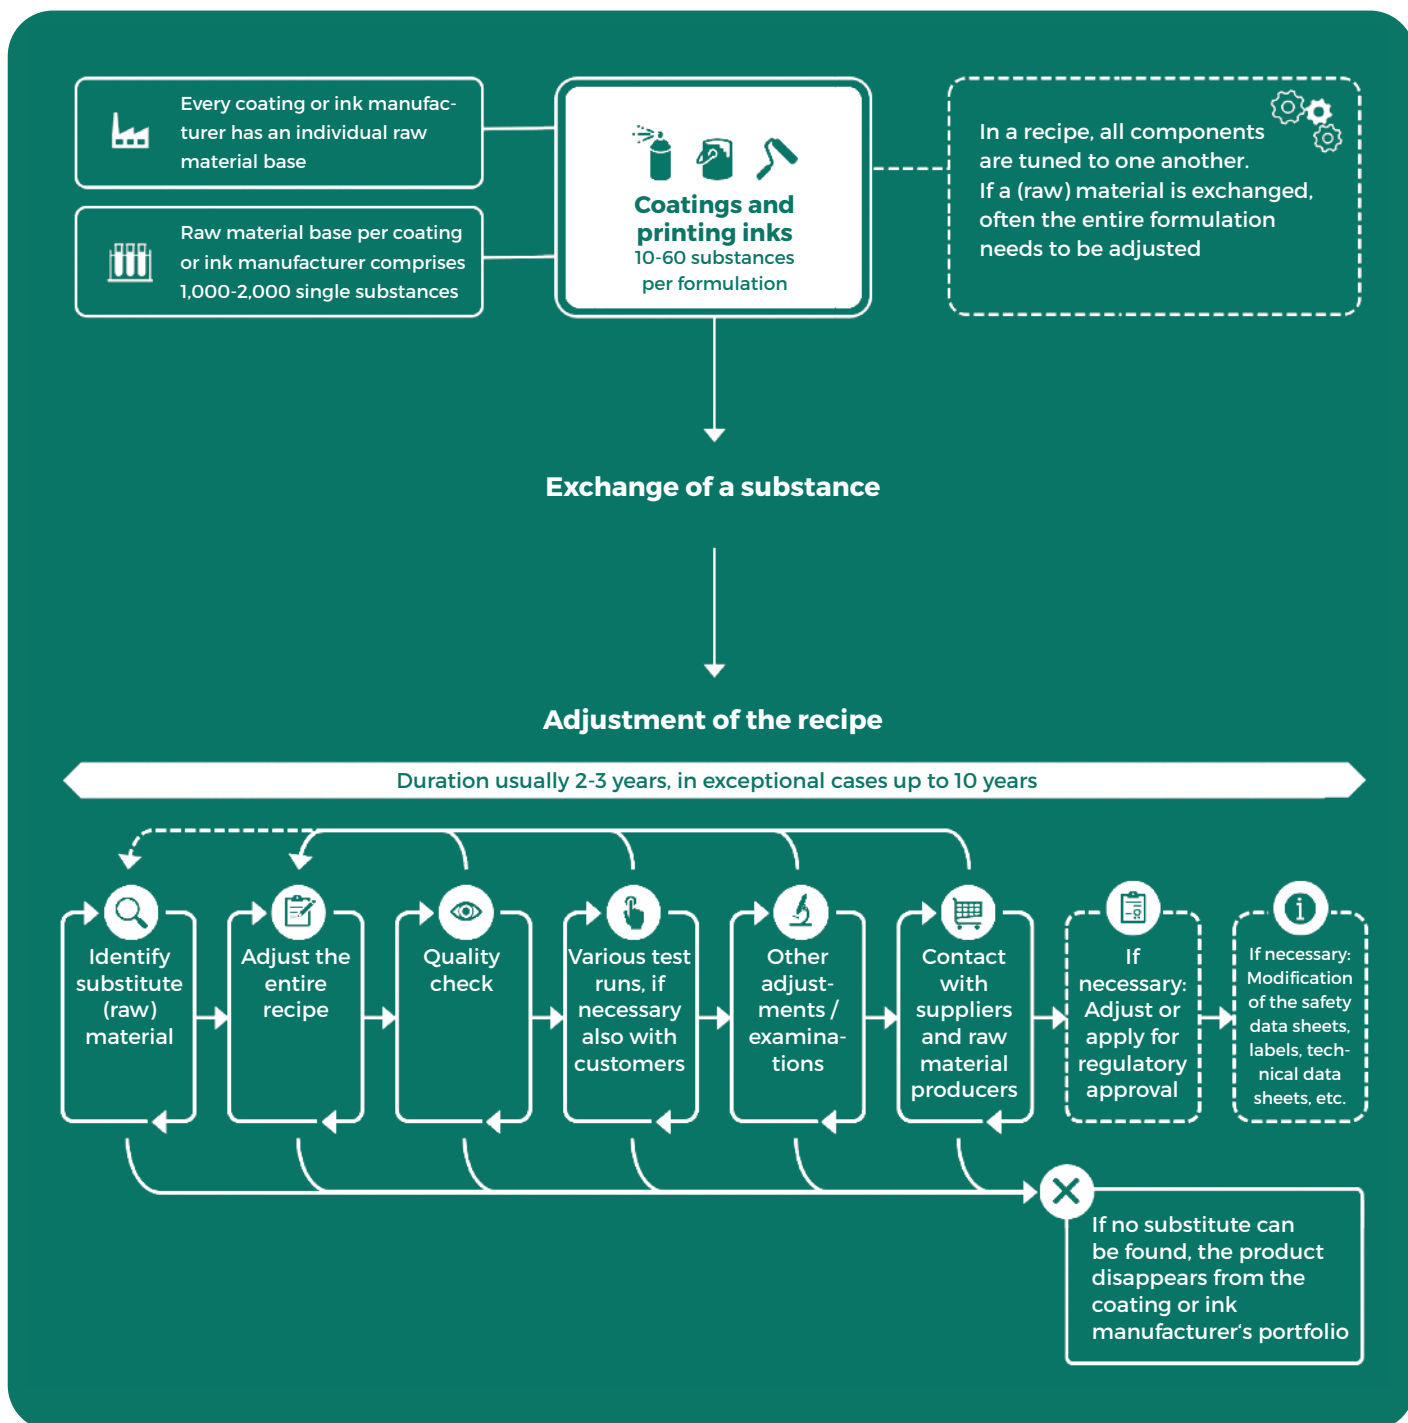 Every coating or ink manufac-
turer has an individual raw
material base
Raw material base per coating
or ink manufacturer comprises
1,000-2,000 single substances
Coatings and
printing inks
10-60 substances
per formulation
In a recipe, all components
are tuned to one another.
If a (raw) material is exchanged,
often the entire formulation
needs to be adjusted
Exchange of a substance
Adjustment of the recipe
Duration usually 2-3 years, in exceptional cases up to 10 years
Identify
substitute
(raw)
material
Adjust the
entire
recipe
Quality
check
Various test
runs, if
necessary
also with
customers
Other
adjust-
ments /
examina-
tions
Contact
with
suppliers
and raw
material
producers
If
necessary:
Adjust or
apply for
regulatory
approval
If necessary:
Modification
of the safety
data sheets,
labels, tech-
nical data
sheets, etc.
If no substitute can
be found, the product
disappears from the
coating or ink
manufacturer‘s portfolio